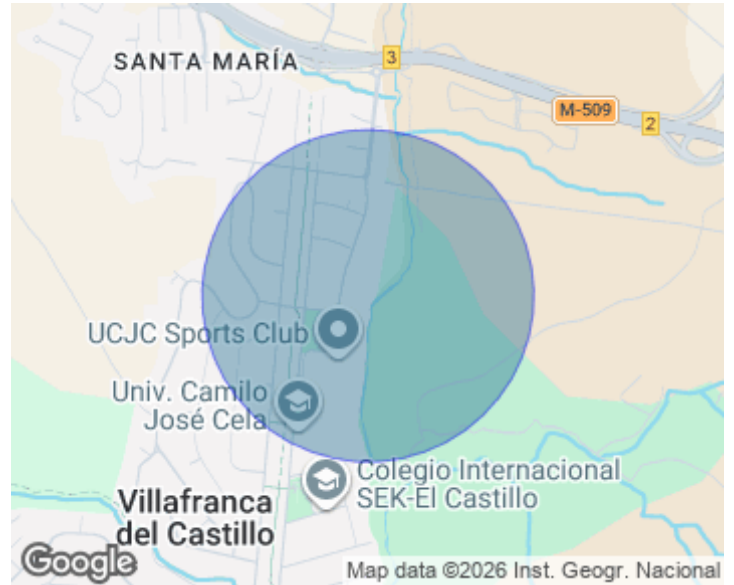 SANTA MARÍA
3
M-509
2
UCJC Sports Club
Univ. Camilo
José Cela
Colegio Internacional
SEK-El Castillo
Villafranca
del Castillo
Google
Map data ©2026 Inst. Geogr. Nacional